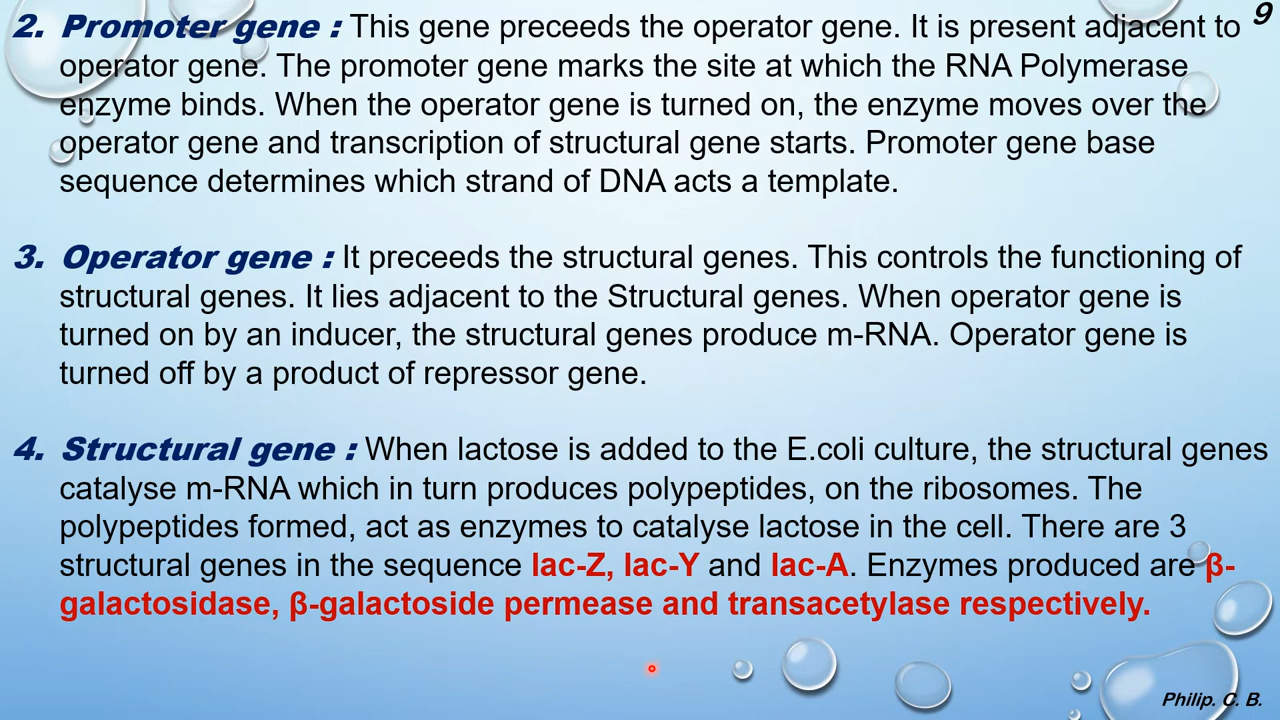 9
2. Promoter gene : This gene preceeds the operator gene. It is present adjacent to
operator gene. The promoter gene marks the site at which the RNA Polymerase
enzyme binds. When the operator gene is turned on, the enzyme moves over the
operator gene and transcription of structural gene starts. Promoter gene base
sequence determines which strand of DNA acts a template.
3. Operator gene : It preceeds the structural genes. This controls the functioning of
structural genes. It lies adjacent to the Structural genes. When operator gene is
turned on by an inducer, the structural genes produce m-RNA. Operator gene is
turned off by a product of repressor gene.
4. Structural gene : When lactose is added to the E.coli culture, the structural genes
catalyse m-RNA which in turn produces polypeptides, on the ribosomes. The
polypeptides formed, act as enzymes to catalyse lactose in the cell. There are 3
structural genes in the sequence lac-Z, lac-Y and lac-A. Enzymes produced are β-
galactosidase, β-galactoside permease and transacetylase respectively.
Philip. C. B.